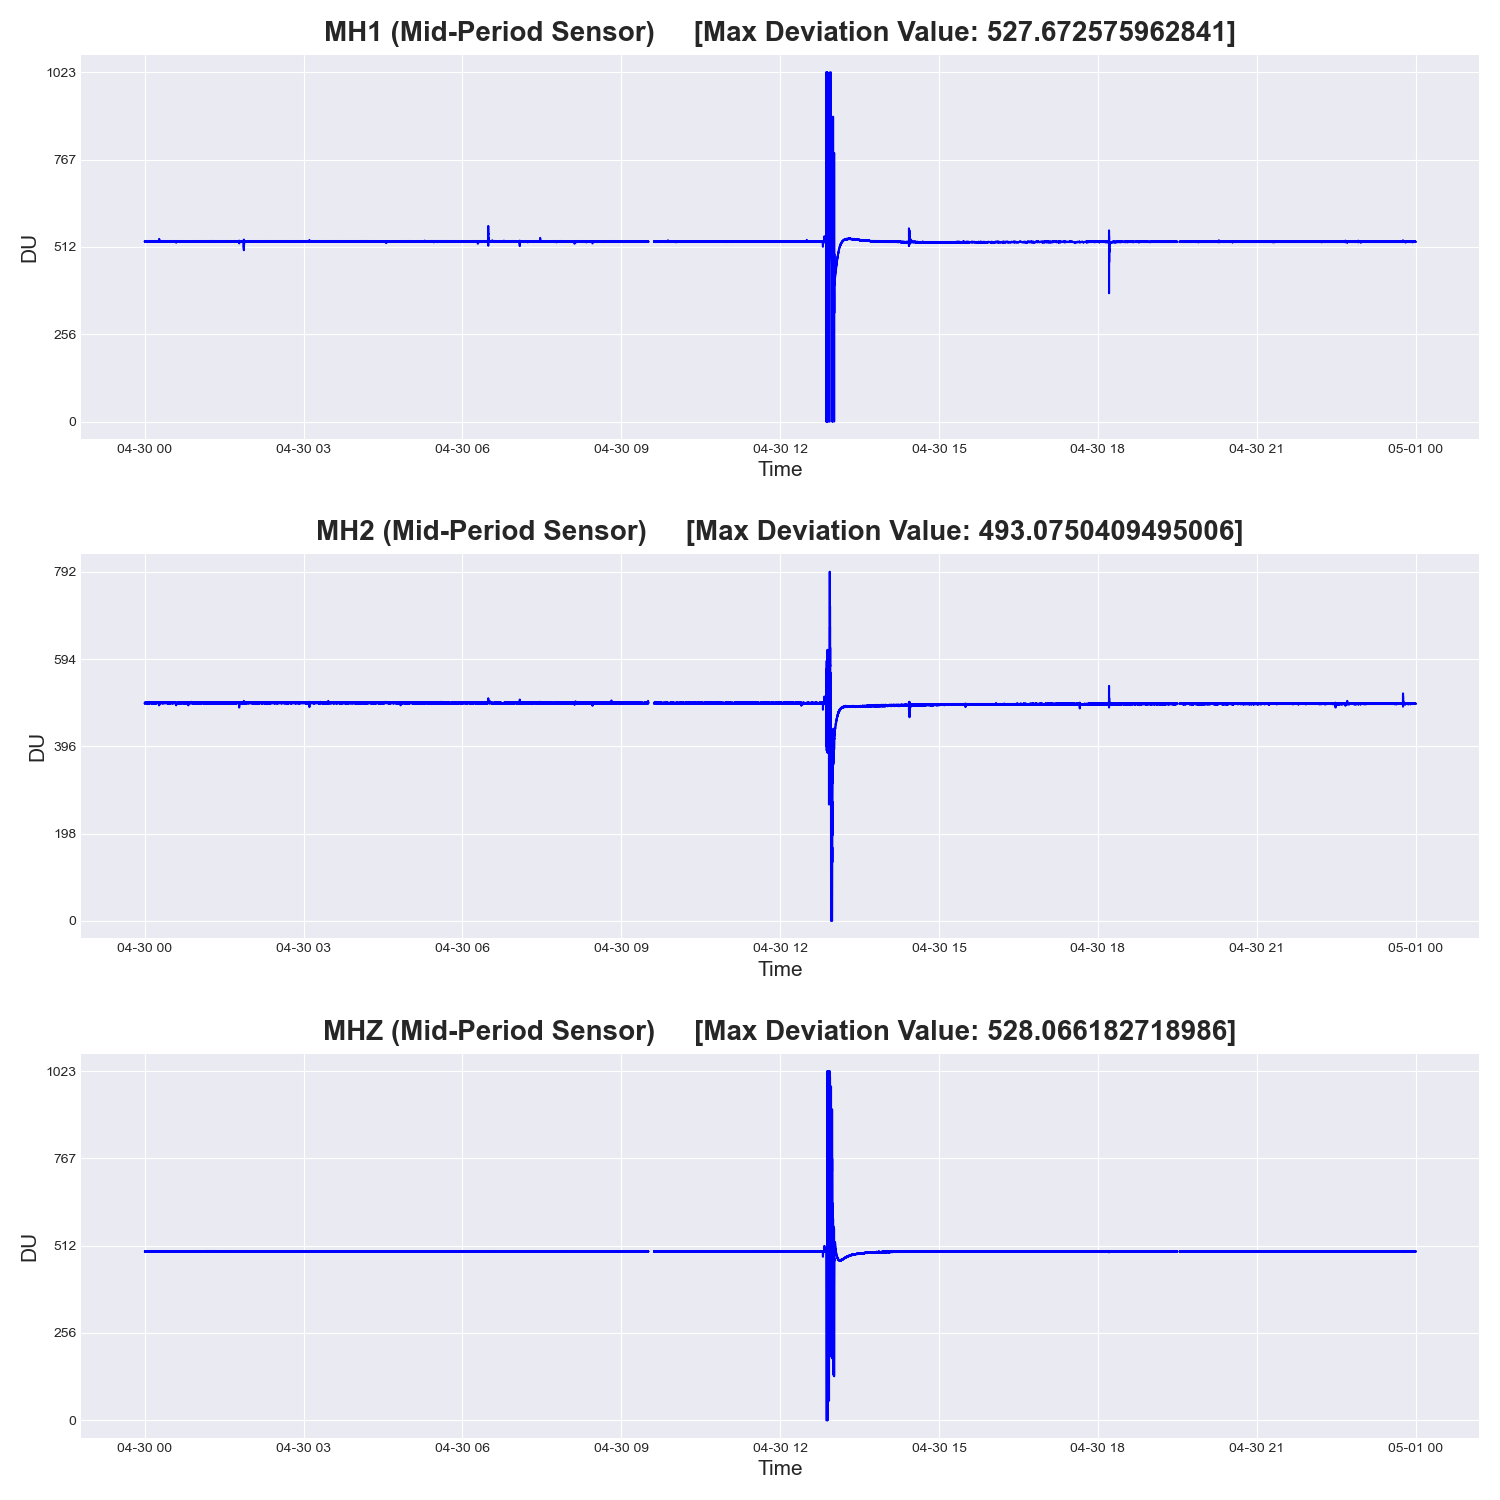 MH1 (Mid-Period Sensor) [Max Deviation Value: 527.672575962841]
1023
767
512
256
0
DU
04-30 00 04-30 03 04-30 06 04-30 09 04-30 12 04-30 15 04-30 18 04-30 21 05-01 00
Time
MH2 (Mid-Period Sensor) [Max Deviation Value: 493.0750409495006]
792
594
396
198
0
DU
04-30 00 04-30 03 04-30 06 04-30 09 04-30 12 04-30 15 04-30 18 04-30 21 05-01 00
Time
MHZ (Mid-Period Sensor) [Max Deviation Value: 528.066182718986]
1023
767
512
256
0
DU
04-30 00 04-30 03 04-30 06 04-30 09 04-30 12 04-30 15 04-30 18 04-30 21 05-01 00
Time